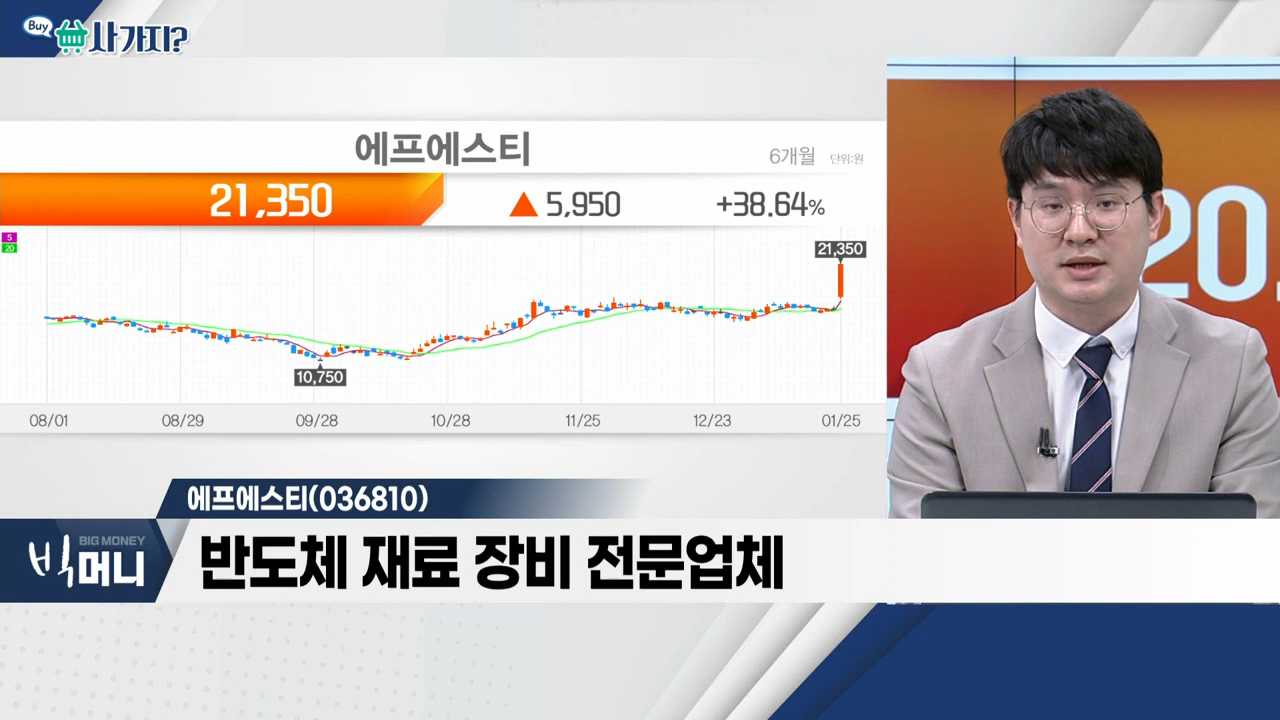 Buy
사 가지?
에프에스티
6개월 단위:원
21,350 ▲ 5,950 +38.64%
5
20
21,350
10,750
08/01 08/29 09/28 10/28 11/25 12/23 01/25
20.
에프에스티(036810)
BIG MONEY
빅머니
반도체 재료 장비 전문업체